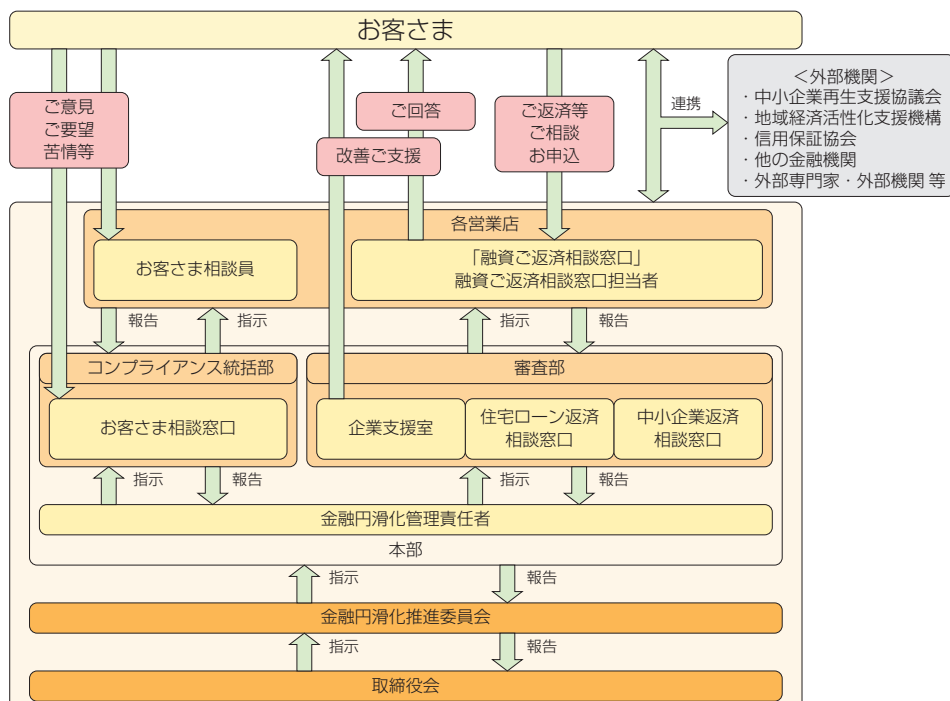 お客さま
ご意見
ご要望
苦情等
ご回答
改善ご支援
ご返済等
ご相談
お申込
連携
＜外部機関＞
・中小企業再生支援協議会
・地域経済活性化支援機構
・信用保証協会
・他の金融機関
・外部専門家・外部機関 等
各営業店
お客さま相談員
「融資ご返済相談窓口」
融資ご返済相談窓口担当者
報告
指示
指示
報告
コンプライアンス統括部
お客さま相談窓口
審査部
企業支援室
住宅ローン返済
相談窓口
中小企業返済
相談窓口
指示
報告
指示
報告
金融円滑化管理責任者
本部
指示
報告
金融円滑化推進委員会
指示
報告
取締役会